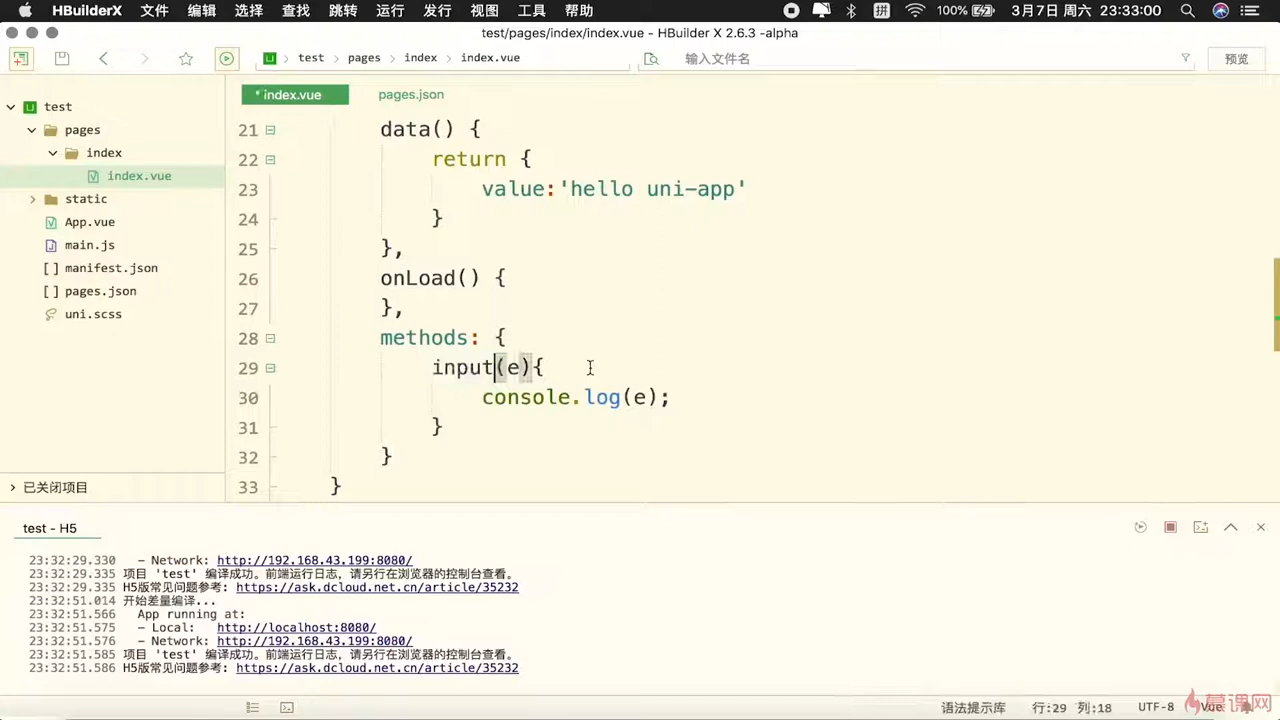 HBuilderX 文件 编辑 选择 查找 跳转 运行 发行 视图 工具 帮助 拼 100% 3月7日 周六 23:33:00
test/pages/index/index.vue - HBuilder X 2.6.3 -alpha
test pages index index.vue 输入文件名 预览
test
pages
index
index.vue
static
App.vue
main.js
manifest.json
pages.json
uni.scss
已关闭项目
* index.vue pages.json
21 data() {
22 return {
23 value:'hello uni-app'
24 }
25 },
26 onLoad() {
27 },
28 methods: {
29 input(e){
30 console.log(e);
31 }
32 }
33 }
test - H5
23:32:29.330 - Network: http://192.168.43.199:8080/
23:32:29.335 项目 'test' 编译成功。前端运行日志，请另行在浏览器的控制台查看。
23:32:29.335 H5版常见问题参考: https://ask.dcloud.net.cn/article/35232
23:32:51.014 开始差量编译...
23:32:51.566 App running at:
23:32:51.575 - Local: http://localhost:8080/
23:32:51.576 - Network: http://192.168.43.199:8080/
23:32:51.585 项目 'test' 编译成功。前端运行日志，请另行在浏览器的控制台查看。
23:32:51.586 H5版常见问题参考: https://ask.dcloud.net.cn/article/35232
语法提示库 行:29 列:18 UTF-8 Vue
慕课网